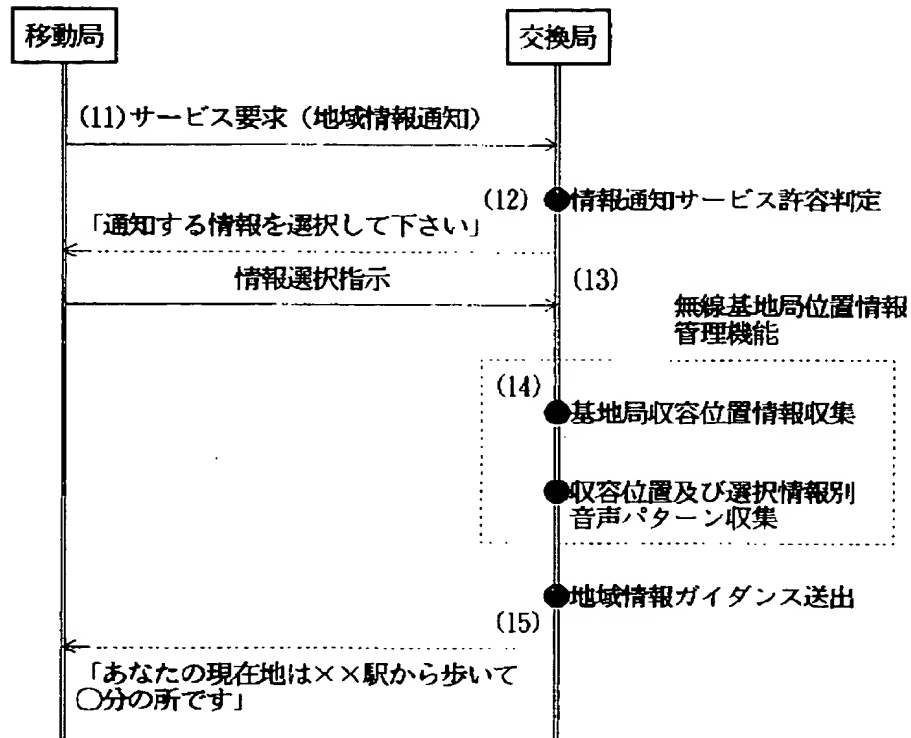 移動局
交換局
(11)サービス要求(地域情報通知)
(12)
情報通知サービス許容判定
「通知する情報を選択して下さい」
情報選択指示
(13)
無線基地局位置情報
管理機能
(14)
基地局収容位置情報収集
収容位置及び選択情報別
音声パターン収集
地域情報ガイダンス送出
(15)
「あなたの現在地は××駅から歩いて
〇分の所です」